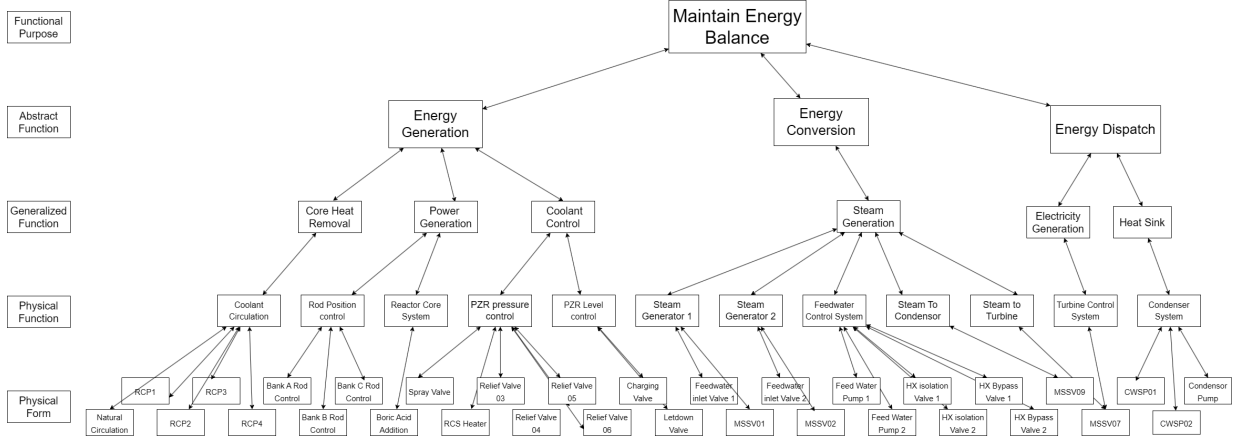 Functional
Purpose
Maintain Energy
Balance
Abstract
Function
Energy
Generation
Energy
Conversion
Energy Dispatch
Generalized
Function
Core Heat
Removal
Power
Generation
Coolant
Control
Steam
Generation
Electricity
Generation
Heat Sink
Physical
Function
Coolant
Circulation
Rod Position
control
Reactor Core
System
PZR pressure
control
PZR Level
control
Steam
Generator 1
Steam
Generator 2
Feedwater
Control System
Steam To
Condensor
Steam to
Turbine
Turbine Control
System
Condenser
System
Physical
Form
RCP1
RCP3
Bank A Rod
Control
Bank C Rod
Control
Spray Valve
Relief Valve
03
Relief Valve
05
Charging
Valve
Feedwater
inlet Valve 1
Feedwater
inlet Valve 2
Feed Water
Pump 1
HX isolation
Valve 1
HX Bypass
Valve 1
MSSV09
CWSP01
Condensor
Pump
Natural
Circulation
RCP2
RCP4
Bank B Rod
Control
Boric Acid
Addition
RCS Heater
Relief Valve
04
Relief Valve
06
Letdown
Valve
MSSV01
MSSV02
Feed Water
Pump 2
HX isolation
Valve 2
HX Bypass
Valve 2
MSSV07
CWSP02